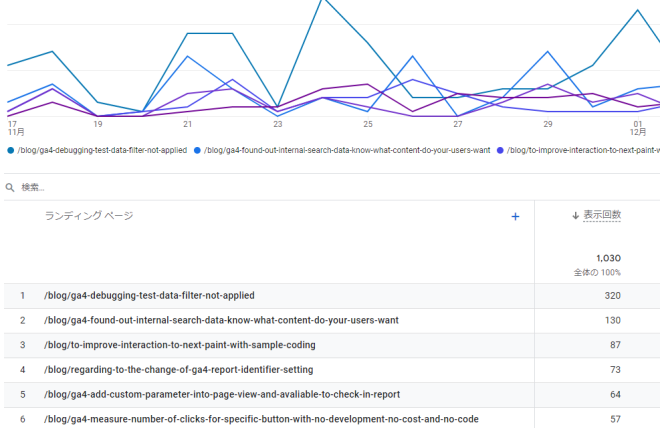 17 19 21 23 25 27 29 01
11月 12月
/blog/ga4-debugging-test-data-filter-not-applied /blog/ga4-found-out-internal-search-data-know-what-content-do-your-users-want /blog/to-improve-interaction-to-next-paint-w
検索...
ランディング ページ + ↓ 表示回数
1,030
全体の 100%
1 /blog/ga4-debugging-test-data-filter-not-applied 320
2 /blog/ga4-found-out-internal-search-data-know-what-content-do-your-users-want 130
3 /blog/to-improve-interaction-to-next-paint-with-sample-coding 87
4 /blog/regarding-to-the-change-of-ga4-report-identifier-setting 73
5 /blog/ga4-add-custom-parameter-into-page-view-and-avaliable-to-check-in-report 64
6 /blog/ga4-measure-number-of-clicks-for-specific-button-with-no-development-no-cost-and-no-code 57